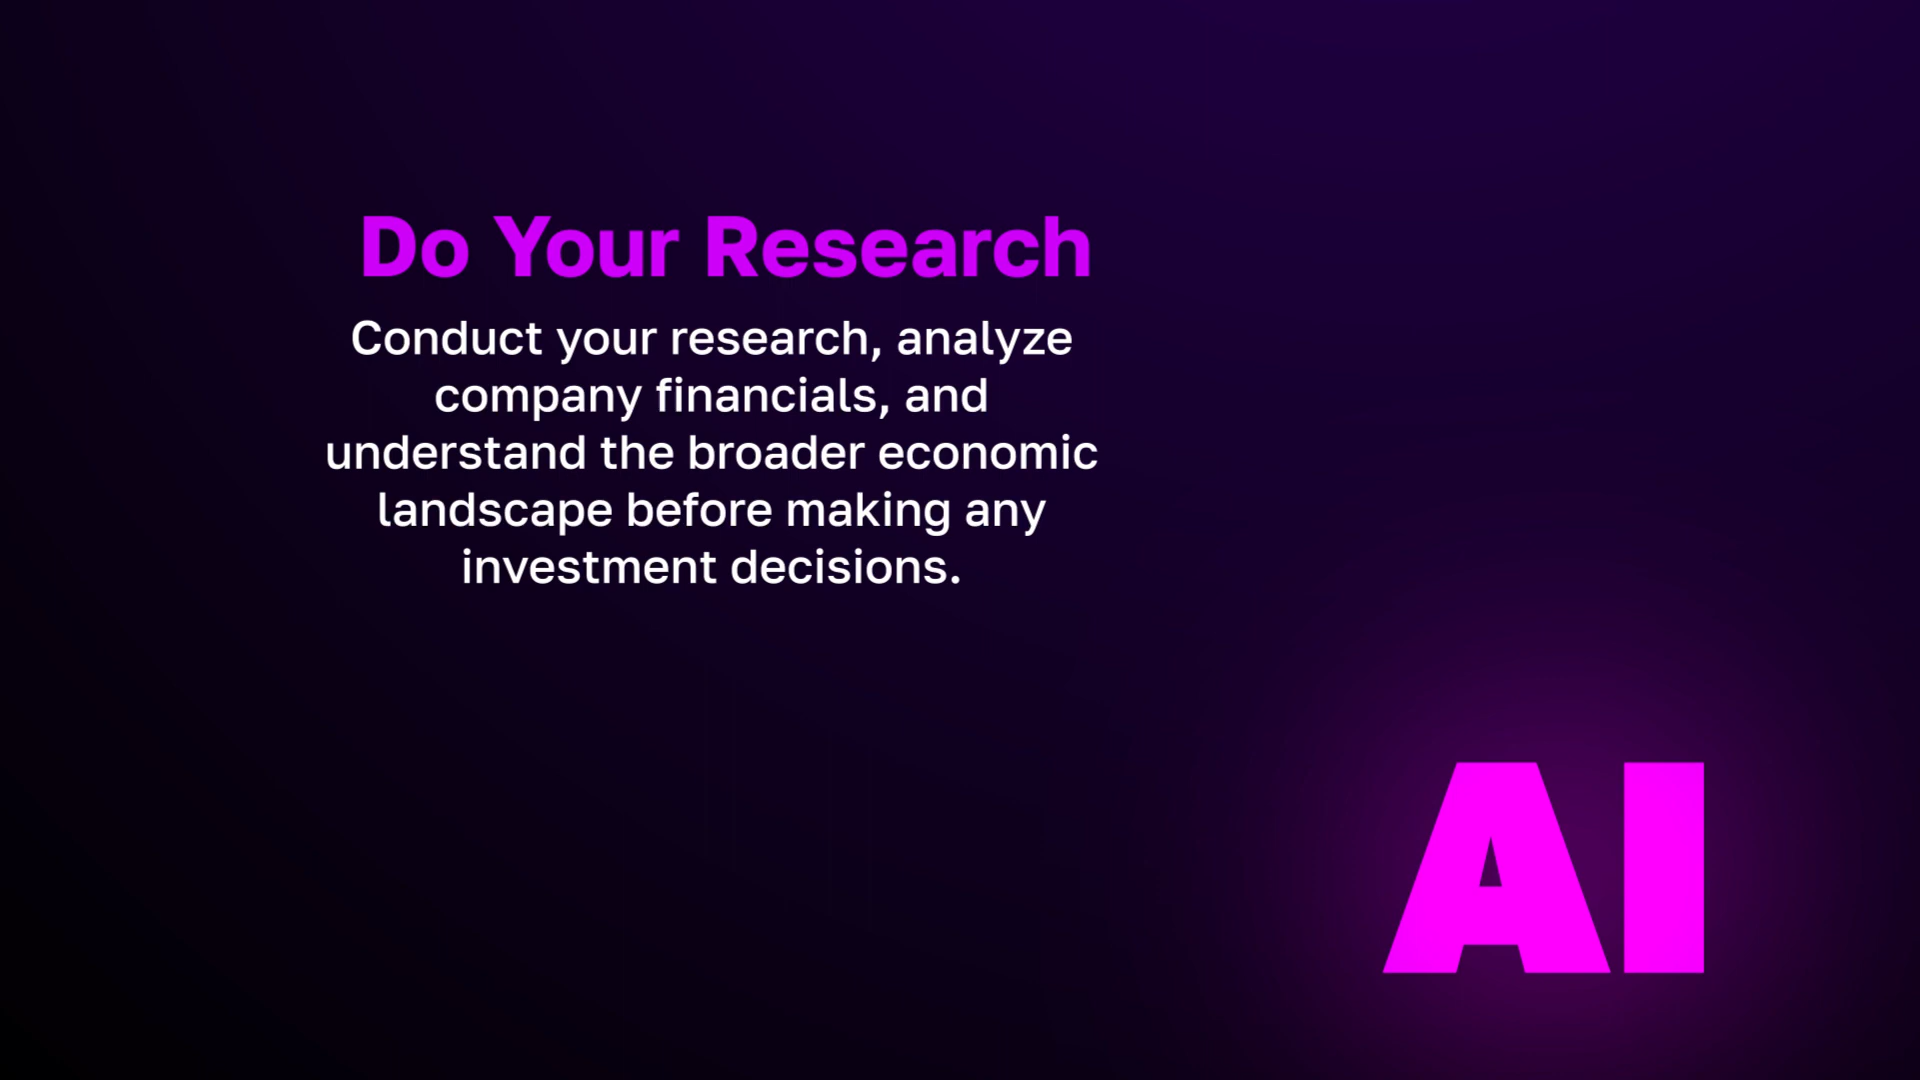 Do Your Research
Conduct your research, analyze
company financials, and
understand the broader economic
landscape before making any
investment decisions.
AI